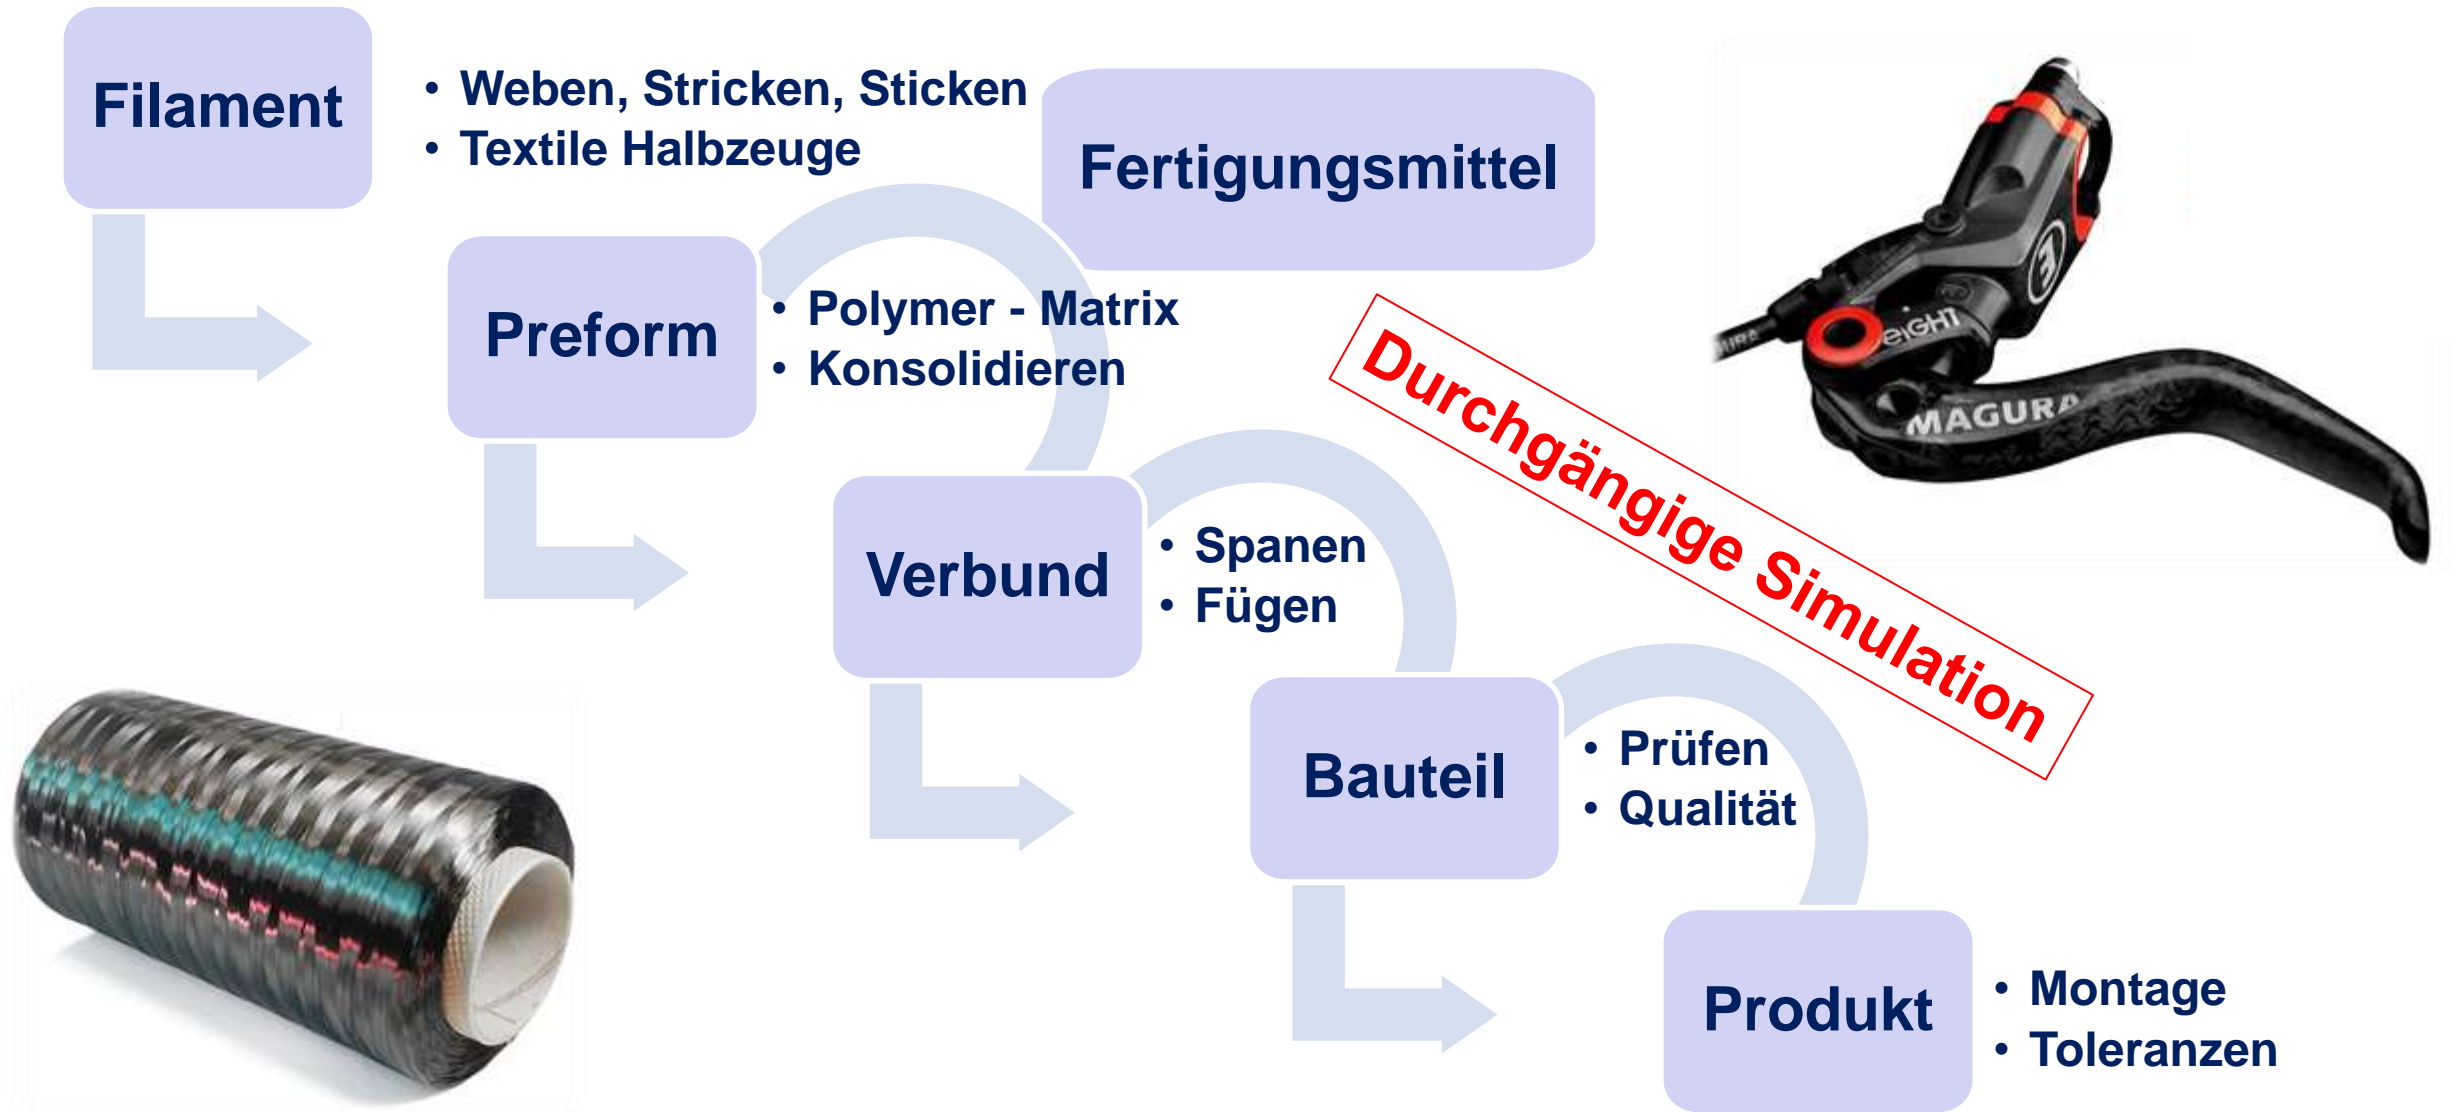 Filament
• Weben, Stricken, Sticken
• Textile Halbzeuge
Fertigungsmittel
Preform
• Polymer - Matrix
• Konsolidieren
Durchgängige Simulation
eIGHT
MAGURA
Verbund
• Spanen
• Fügen
Bauteil
• Prüfen
• Qualität
Produkt
• Montage
• Toleranzen